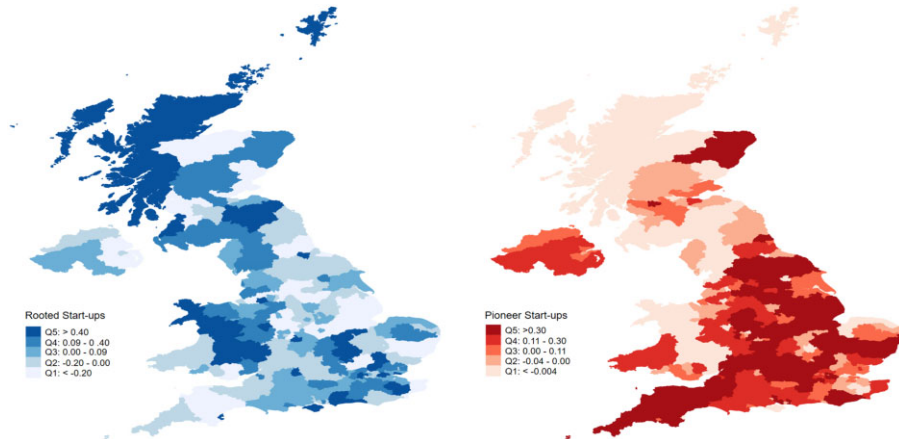 Rooted Start-ups
Q5: > 0.40
Q4: 0.09 - 0.40
Q3: 0.00 - 0.09
Q2: -0.20 - 0.00
Q1: < -0.20
Pioneer Start-ups
Q5: >0.30
Q4: 0.11 - 0.30
Q3: 0.00 - 0.11
Q2: -0.04 - 0.00
Q1: < -0.004